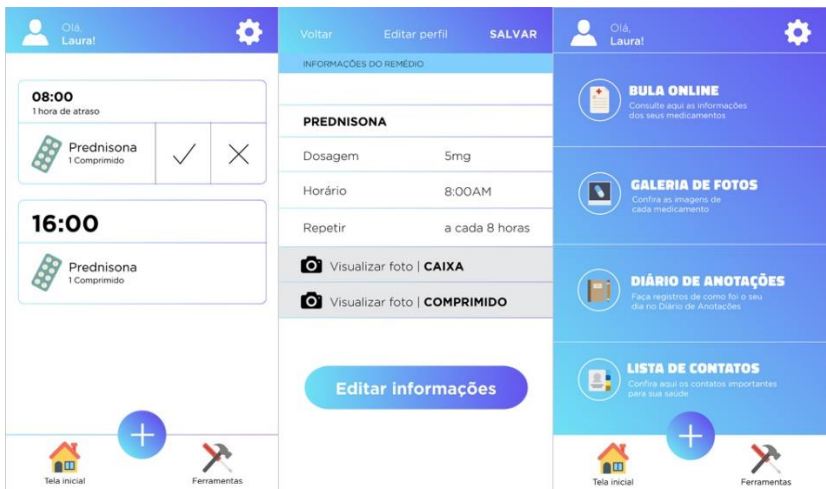 Olá,
Laura!
08:00
1 hora de atraso
Prednisona
1 Comprimido
16:00
Prednisona
1 Comprimido
Tela inicial
Ferramentas
Voltar
Editar perfil
SALVAR
INFORMAÇÕES DO REMÉDIO
PREDNISONA
Dosagem 5mg
Horário 8:00AM
Repetir a cada 8 horas
Visualizar foto | CAIXA
Visualizar foto | COMPRIMIDO
Editar informações
Olá,
Laura!
BULA ONLINE
Consulte aqui as informações
dos seus medicamentos
GALERIA DE FOTOS
Confira as imagens de
cada medicamento
DIÁRIO DE ANOTAÇÕES
Faça registros de como foi o seu
dia no Diário de Anotações
LISTA DE CONTATOS
Confira aqui os contatos importantes
para sua saúde
Tela inicial
Ferramentas